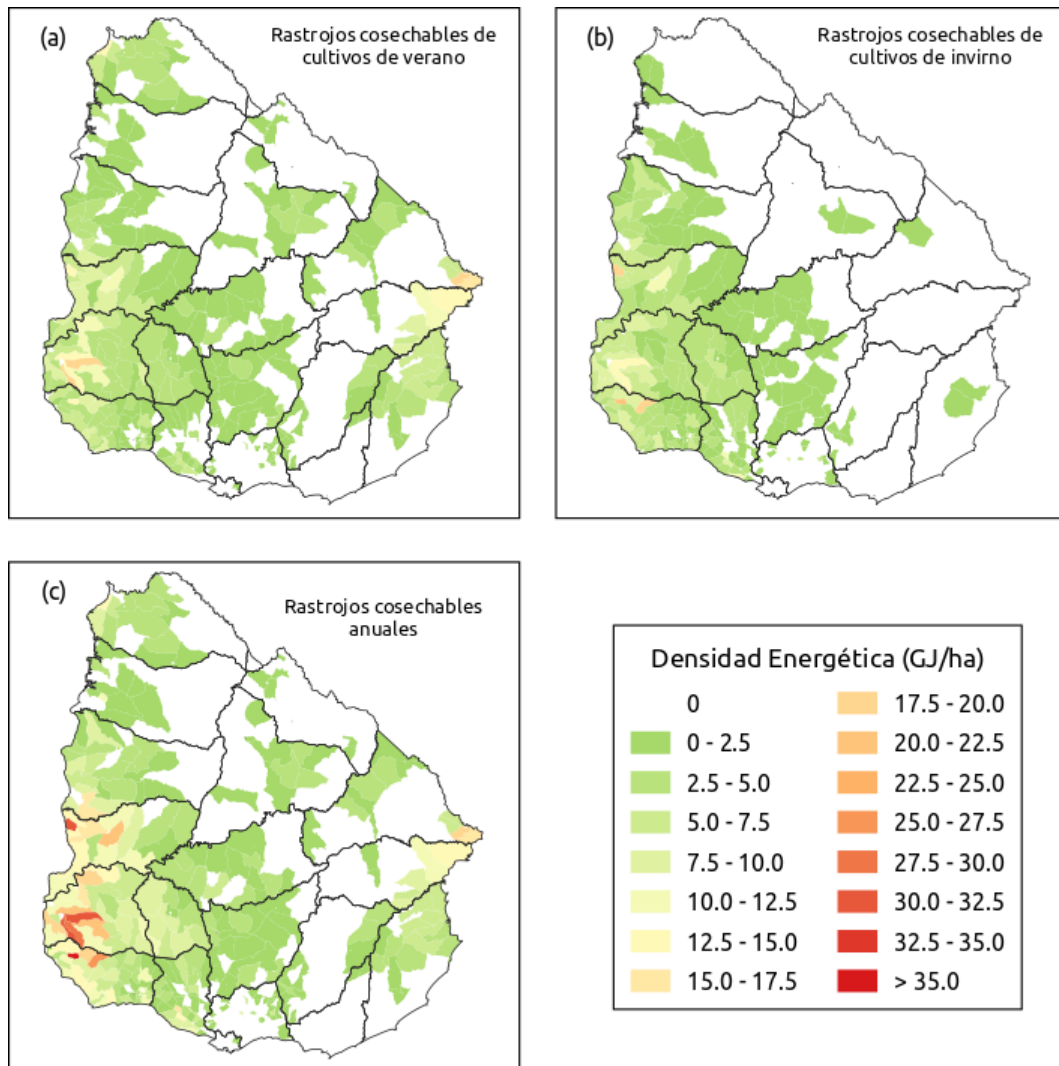 (a)
Rastrojos cosechables de
cultivos de verano
(b)
Rastrojos cosechables de
cultivos de invirno
(c)
Rastrojos cosechables
anuales
Densidad Energética (GJ/ha)
0
0 - 2.5
2.5 - 5.0
5.0 - 7.5
7.5 - 10.0
10.0 - 12.5
12.5 - 15.0
15.0 - 17.5
17.5 - 20.0
20.0 - 22.5
22.5 - 25.0
25.0 - 27.5
27.5 - 30.0
30.0 - 32.5
32.5 - 35.0
> 35.0